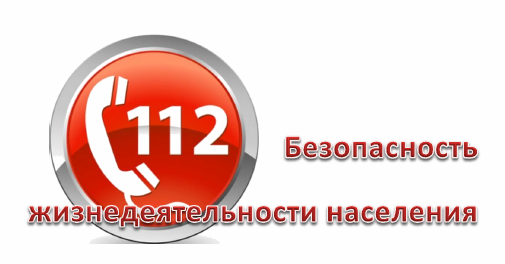 112
Безопасность
жизнедеятельности населения